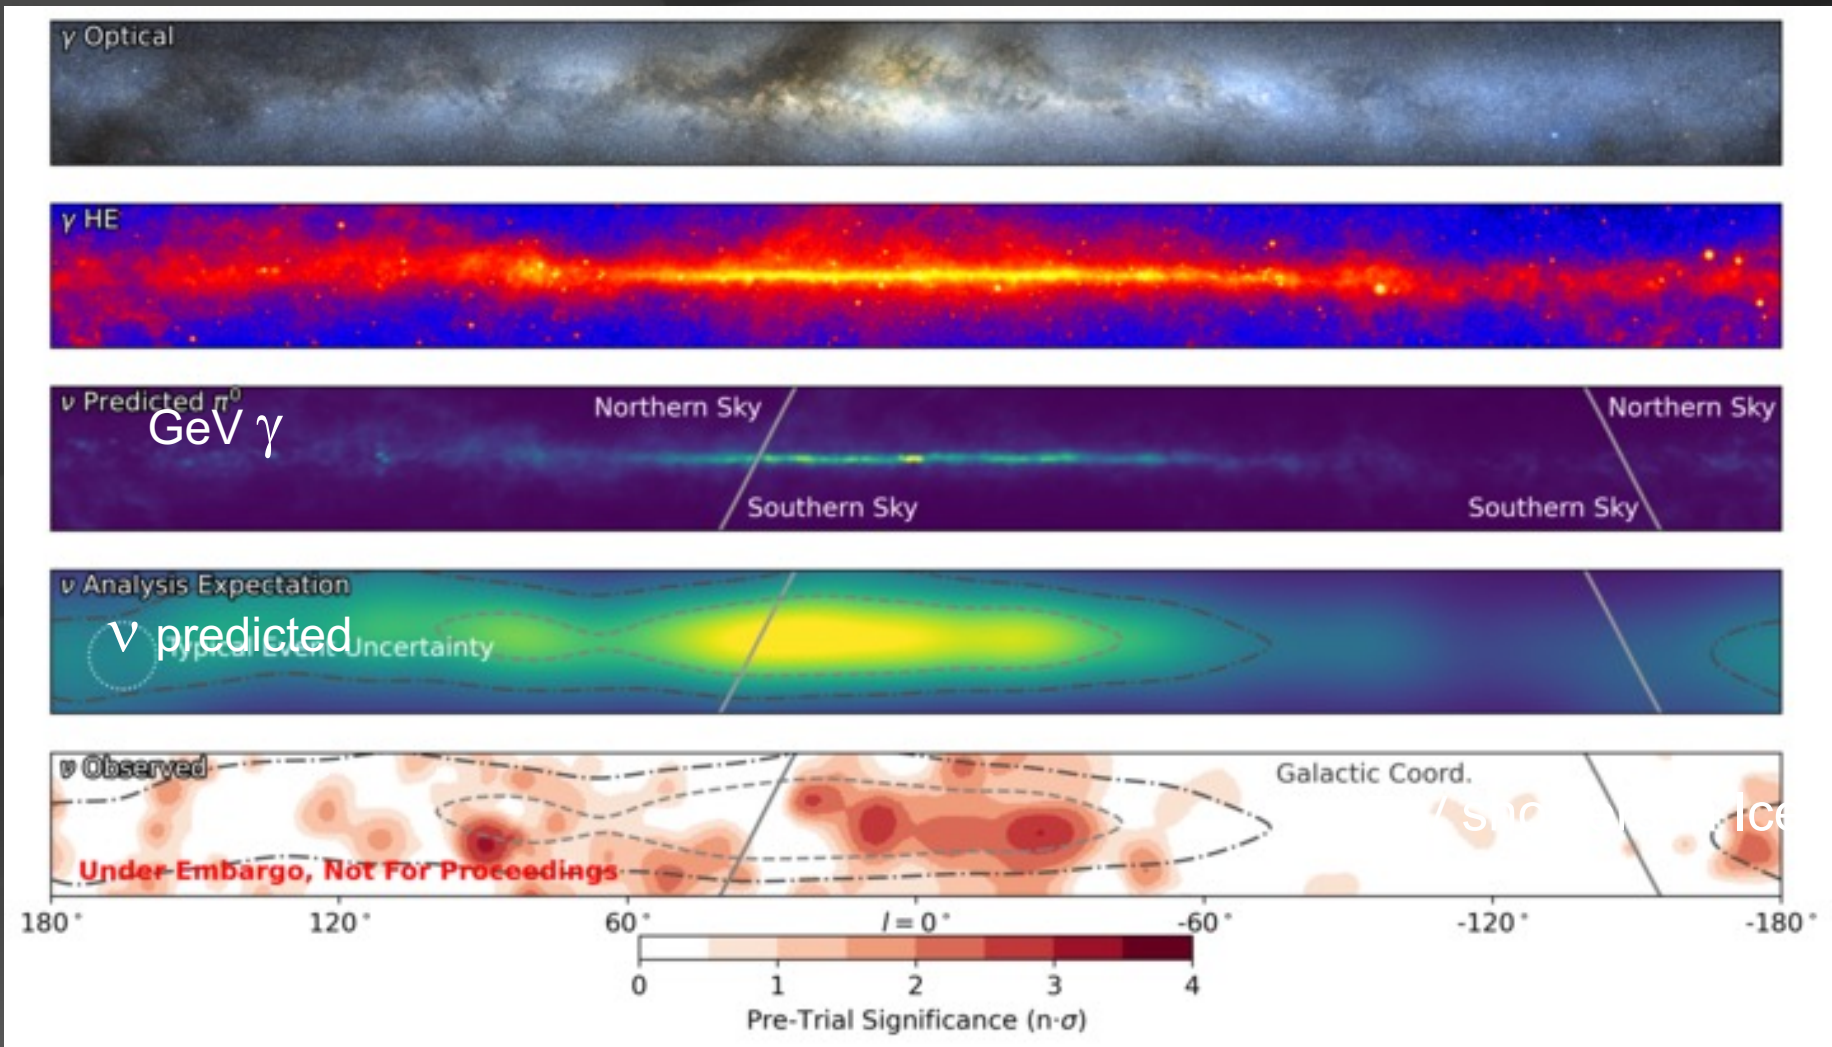 γ Optical
γ HE
ν Predicted π⁰
GeV γ
Northern Sky
Northern Sky
Southern Sky
Southern Sky
ν Analysis Expectation
ν predicted
Typical Event Uncertainty
ν Observed
Galactic Coord.
Under Embargo, Not For Proceedings
180° 120° 60° l = 0° -60° -120° -180°
0 1 2 3 4
Pre-Trial Significance (n·σ)